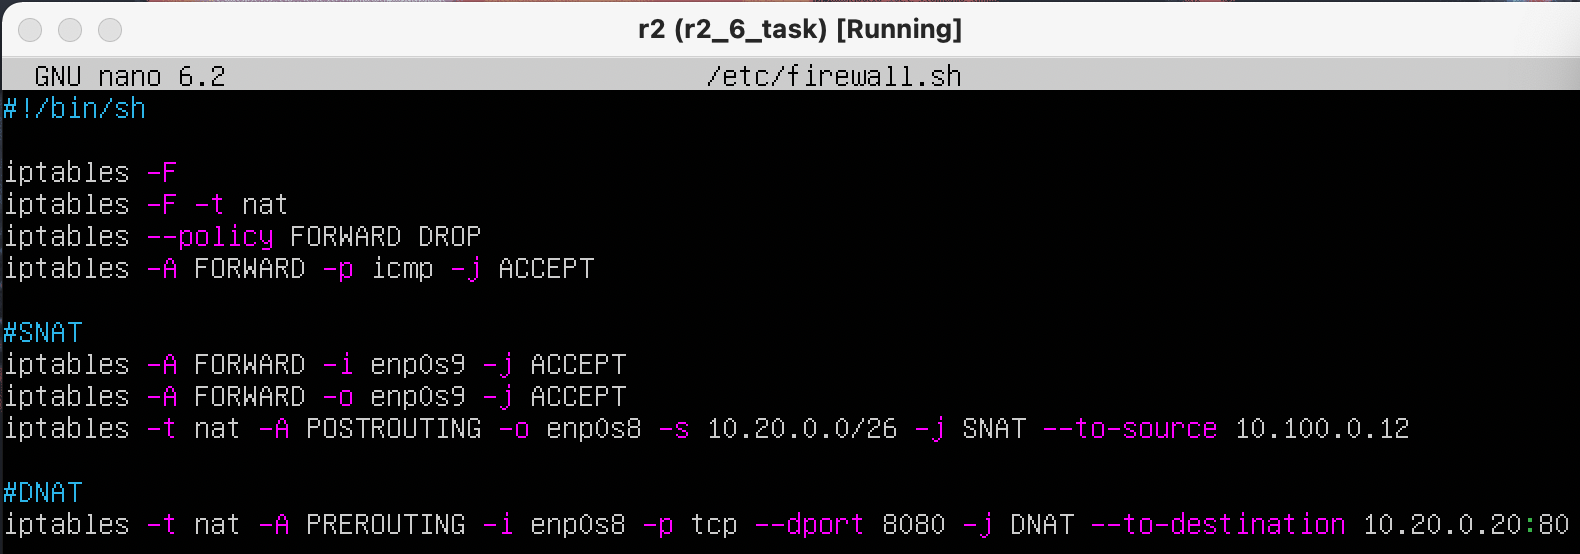 r2 (r2_6_task) [Running]
GNU nano 6.2 /etc/firewall.sh
#!/bin/sh
iptables -F
iptables -F -t nat
iptables --policy FORWARD DROP
iptables -A FORWARD -p icmp -j ACCEPT
#SNAT
iptables -A FORWARD -i enp0s9 -j ACCEPT
iptables -A FORWARD -o enp0s9 -j ACCEPT
iptables -t nat -A POSTROUTING -o enp0s8 -s 10.20.0.0/26 -j SNAT --to-source 10.100.0.12
#DNAT
iptables -t nat -A PREROUTING -i enp0s8 -p tcp --dport 8080 -j DNAT --to-destination 10.20.0.20:80